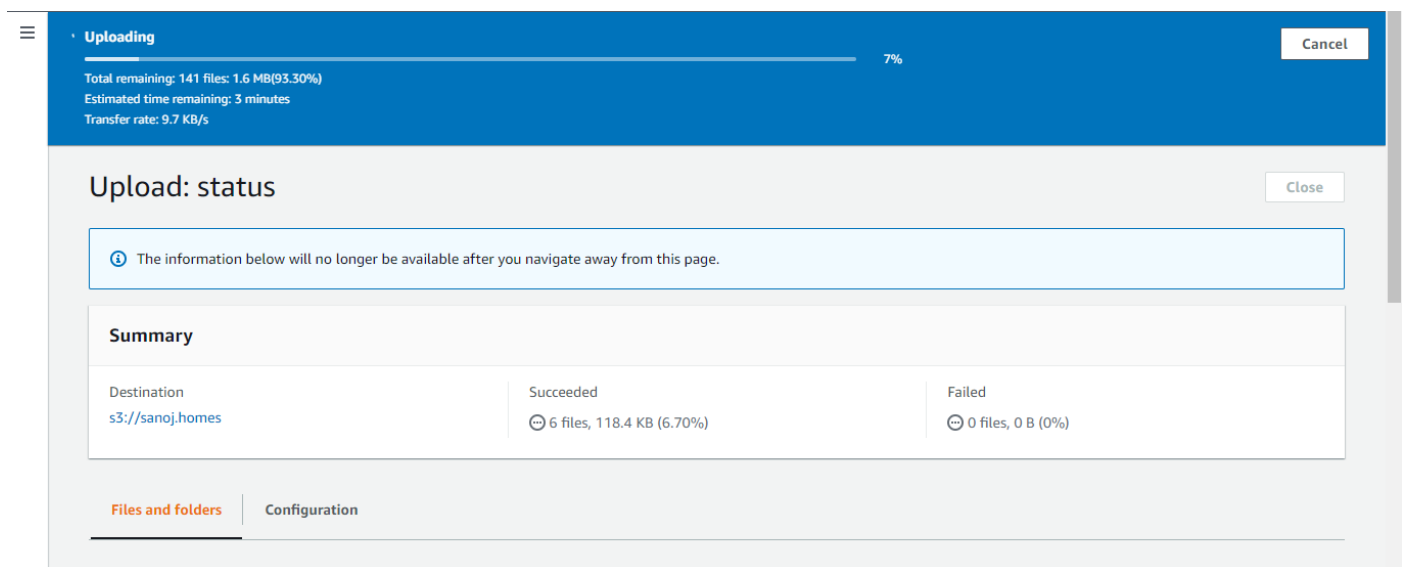 Uploading
Cancel
7%
Total remaining: 141 files: 1.6 MB(93.30%)
Estimated time remaining: 3 minutes
Transfer rate: 9.7 KB/s
Upload: status
Close
The information below will no longer be available after you navigate away from this page.
Summary
Destination
s3://sanoj.homes
Succeeded
6 files, 118.4 KB (6.70%)
Failed
0 files, 0 B (0%)
Files and folders
Configuration